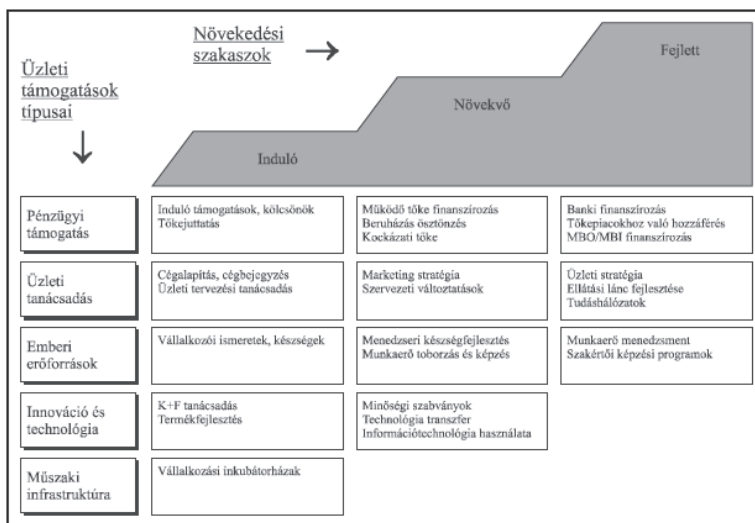 Növekedési
szakaszok
Üzleti
támogatások
típusai
Induló
Növekvő
Fejlett
Pénzügyi
támogatás
Induló támogatások, kölcsönök
Tőkejuttatás
Működő tőke finanszírozás
Beruházás ösztönzés
Kockázati tőke
Banki finanszírozás
Tőkepiacokhoz való hozzáférés
MBO/MBI finanszírozás
Üzleti
tanácsadás
Cégalapítás, cégbejegyzés
Üzleti tervezési tanácsadás
Marketing stratégia
Szervezeti változtatások
Üzleti stratégia
Ellátási lánc fejlesztése
Tudáshálózatok
Emberi
erőforrások
Vállalkozói ismeretek, készségek
Menedzseri készségfejlesztés
Munkaerő toborzás és képzés
Munkaerő menedzsment
Szakértői képzési programok
Innováció és
technológia
K+F tanácsadás
Termékfejlesztés
Minőségi szabványok
Technológia transzfer
Információtechnológia használata
Műszaki
infrastruktúra
Vállalkozási inkubátorházak